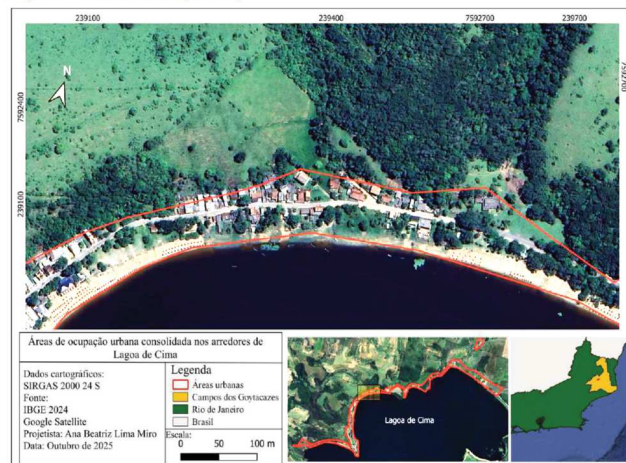 239100
239400
7592700
239700
7592700
N
7592400
239100
Áreas de ocupação urbana consolidada nos arredores de
Lagoa de Cima
Dados cartográficos:
SIRGAS 2000 24 S
Fonte:
IBGE 2024
Google Satellite
Projetista: Ana Beatriz Lima Miro
Data: Outubro de 2025
Legenda
Áreas urbanas
Campos dos Goytacazes
Rio de Janeiro
Brasil
Escala:
0 50 100 m
Lagoa de Cima